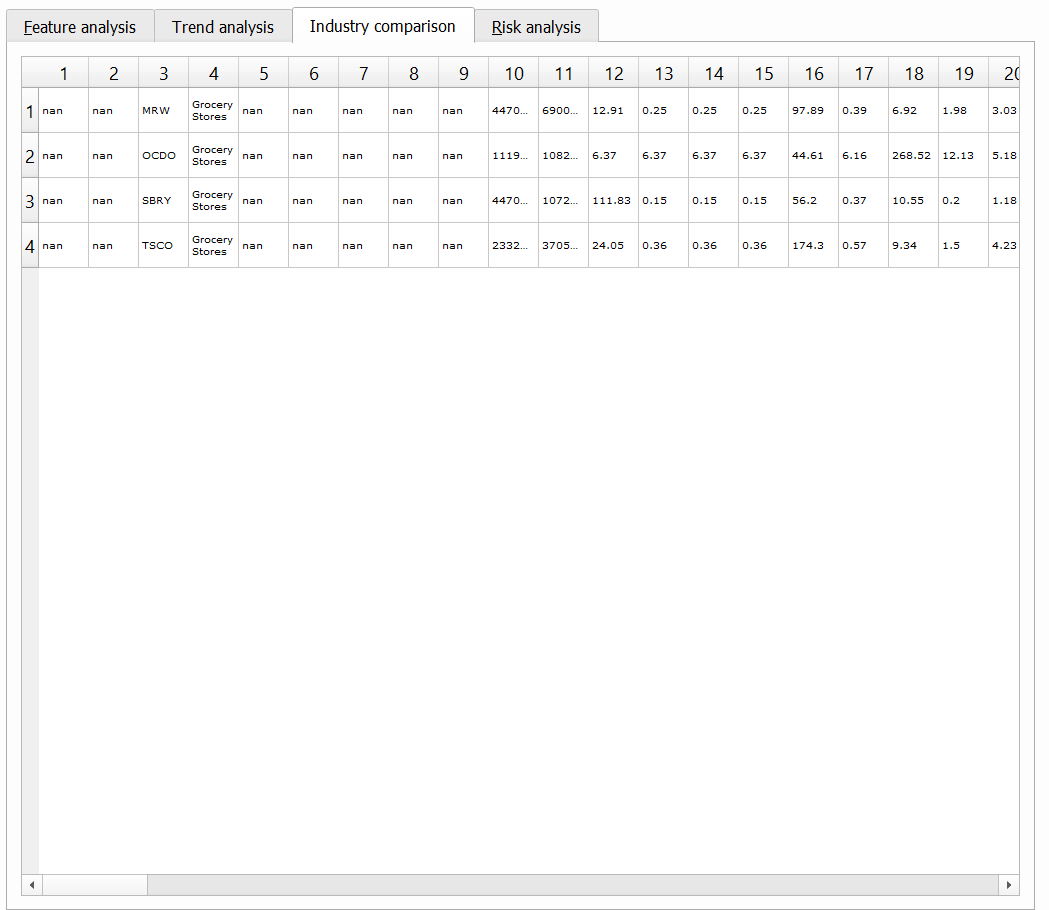 Feature analysis Trend analysis Industry comparison Risk analysis
1 2 3 4 5 6 7 8 9 10 11 12 13 14 15 16 17 18 19 20
1 nan nan MRW Grocery Stores nan nan nan nan nan 4470... 6900... 12.91 0.25 0.25 0.25 97.89 0.39 6.92 1.98 3.03
2 nan nan OCDO Grocery Stores nan nan nan nan nan 1119... 1082... 6.37 6.37 6.37 6.37 44.61 6.16 268.52 12.13 5.18
3 nan nan SBRY Grocery Stores nan nan nan nan nan 4470... 1072... 111.83 0.15 0.15 0.15 56.2 0.37 10.55 0.2 1.18
4 nan nan TSCO Grocery Stores nan nan nan nan nan 2332... 3705... 24.05 0.36 0.36 0.36 174.3 0.57 9.34 1.5 4.23